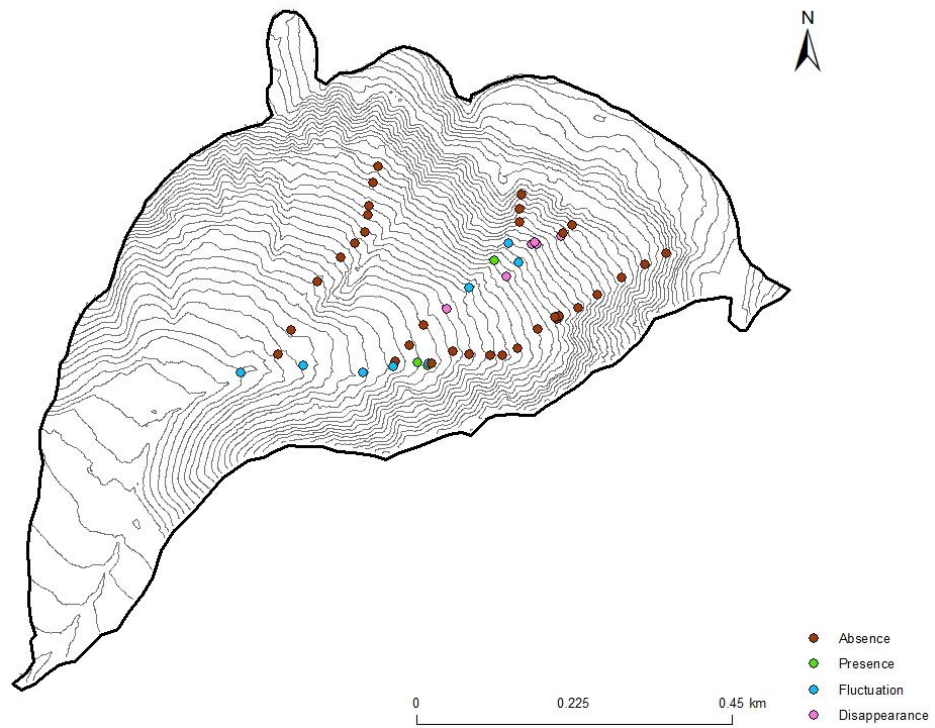 N
Absence
Presence
Fluctuation
Disappearance
0 0.225 0.45 km